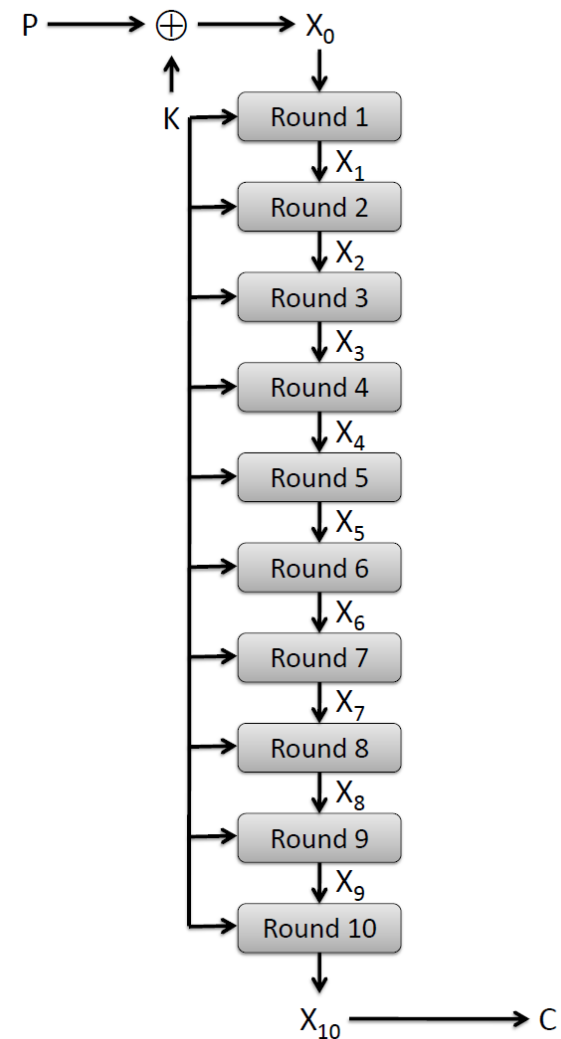 P ⊕ X₀
K
Round 1
X₁
Round 2
X₂
Round 3
X₃
Round 4
X₄
Round 5
X₅
Round 6
X₆
Round 7
X₇
Round 8
X₈
Round 9
X₉
Round 10
X₁₀ C